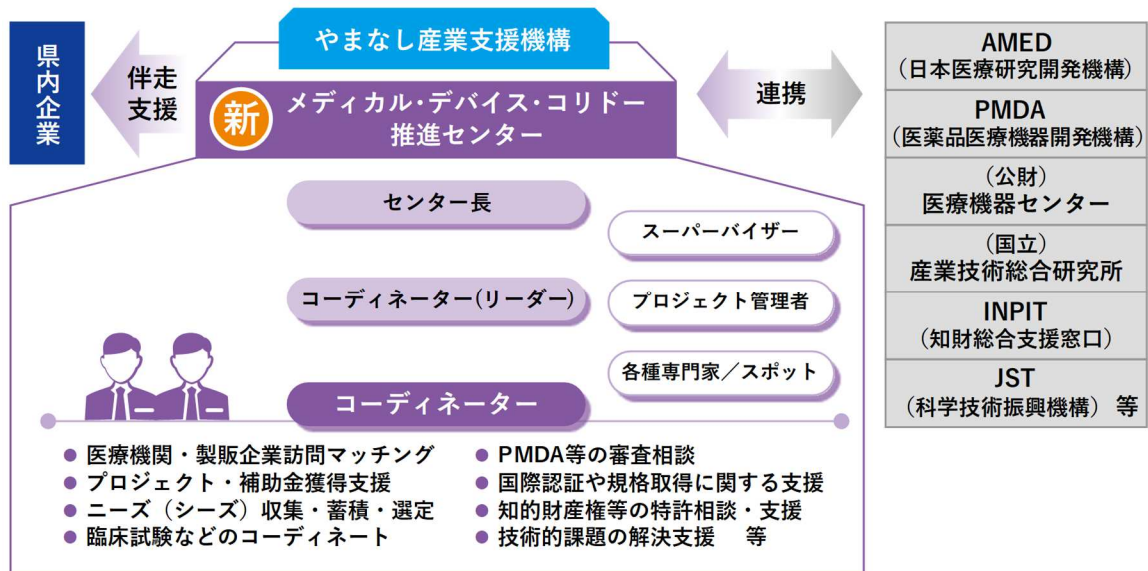 県内企業
伴走
支援
やまなし産業支援機構
新
メディカル・デバイス・コリドー
推進センター
連携
AMED
（日本医療研究開発機構）
PMDA
（医薬品医療機器開発機構）
（公財）
医療機器センター
（国立）
産業技術総合研究所
INPIT
（知財総合支援窓口）
JST
（科学技術振興機構） 等
センター長
スーパーバイザー
コーディネーター(リーダー)
プロジェクト管理者
各種専門家／スポット
コーディネーター
● 医療機関・製販企業訪問マッチング
● プロジェクト・補助金獲得支援
● ニーズ（シーズ）収集・蓄積・選定
● 臨床試験などのコーディネート
● PMDA等の審査相談
● 国際認証や規格取得に関する支援
● 知的財産権等の特許相談・支援
● 技術的課題の解決支援 等